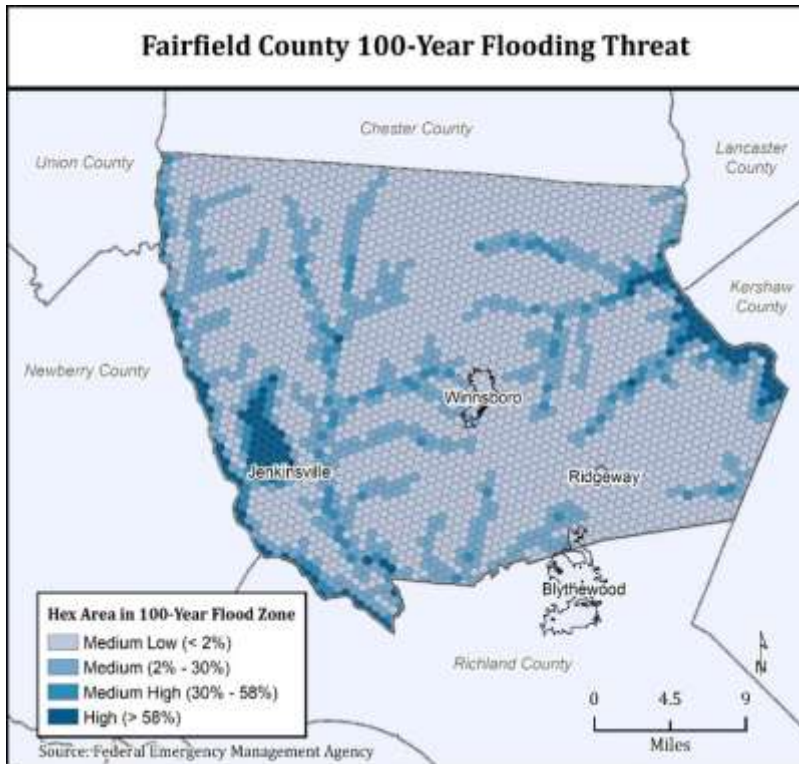 Fairfield County 100-Year Flooding Threat
Chester County
Union County
Lancaster
County
Kershaw
County
Newberry County
Winnsboro
Jenkinsville
Ridgeway
Blythewood
Richland County
Hex Area in 100-Year Flood Zone
Medium Low (< 2%)
Medium (2% - 30%)
Medium High (30% - 58%)
High (> 58%)
Source: Federal Emergency Management Agency
N
0 4.5 9
Miles